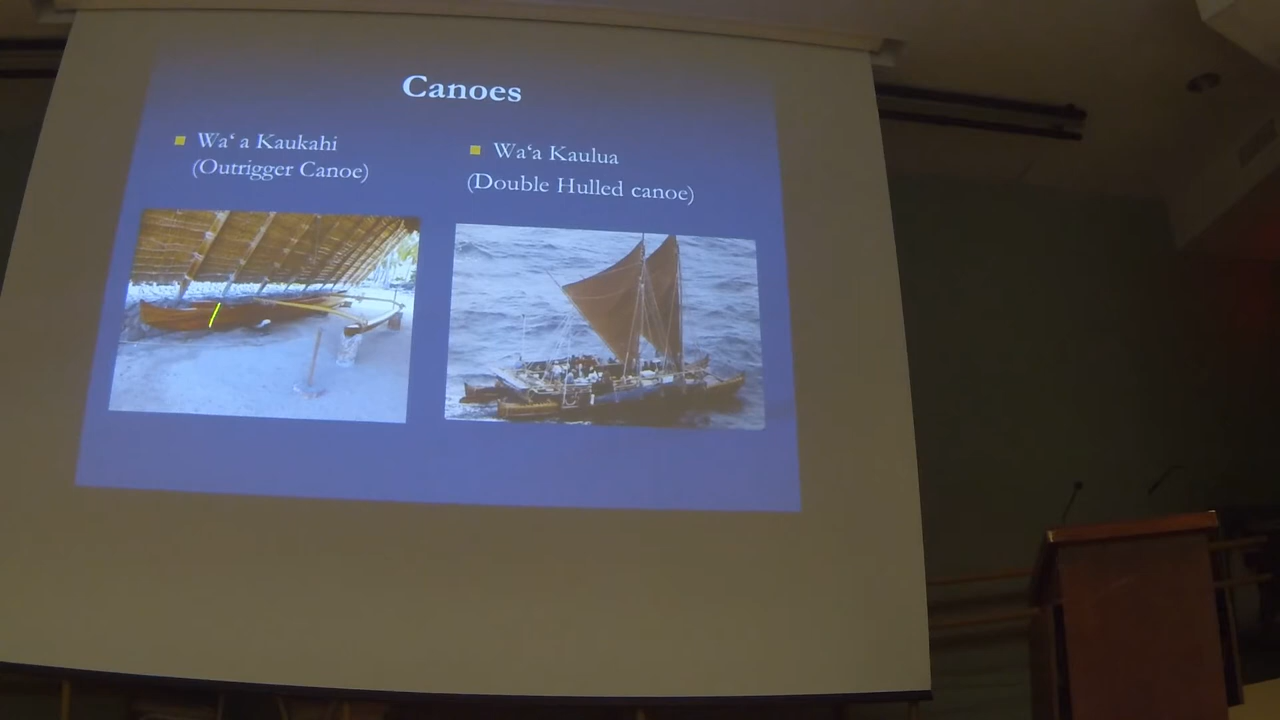 Canoes
Wa‘ a Kaukahi
(Outrigger Canoe)
Wa‘a Kaulua
(Double Hulled canoe)